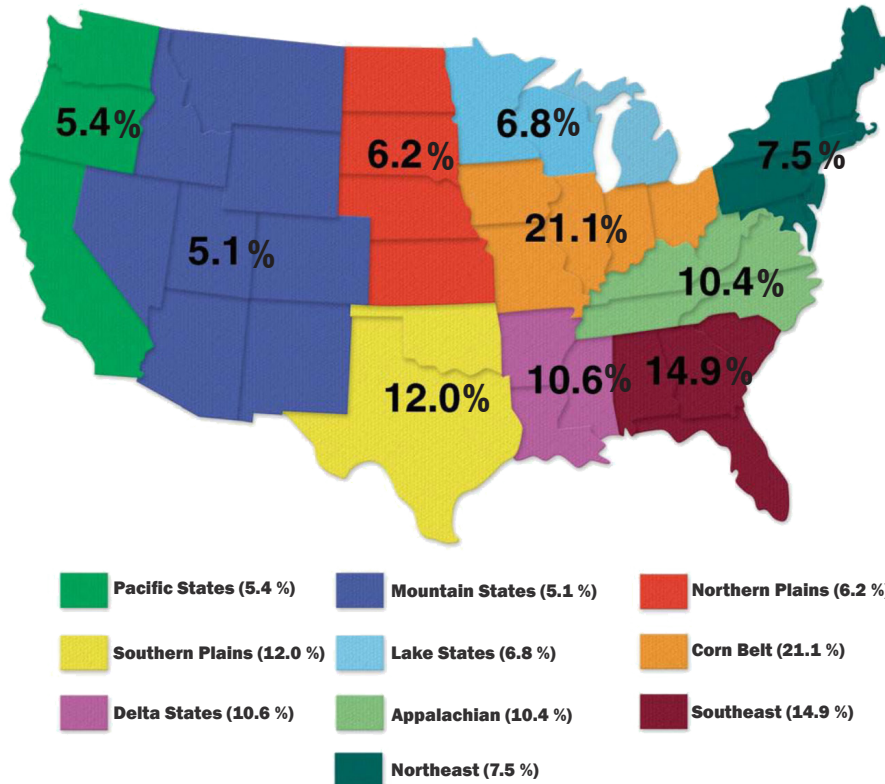 5.4%
6.2%
6.8%
7.5%
5.1%
21.1%
10.4%
12.0%
10.6%
14.9%
Pacific States (5.4 %)
Mountain States (5.1 %)
Northern Plains (6.2 %)
Southern Plains (12.0 %)
Lake States (6.8 %)
Corn Belt (21.1 %)
Delta States (10.6 %)
Appalachian (10.4 %)
Southeast (14.9 %)
Northeast (7.5 %)